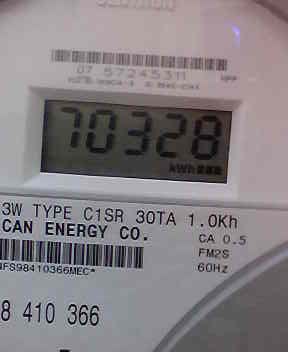 07 57245311
70328
kWh
3W TYPE C1SR 30TA 1.0Kh
CAN ENERGY CO.
CA 0.5
FM2S
60Hz
NFS98410366MEC*
8 410 366